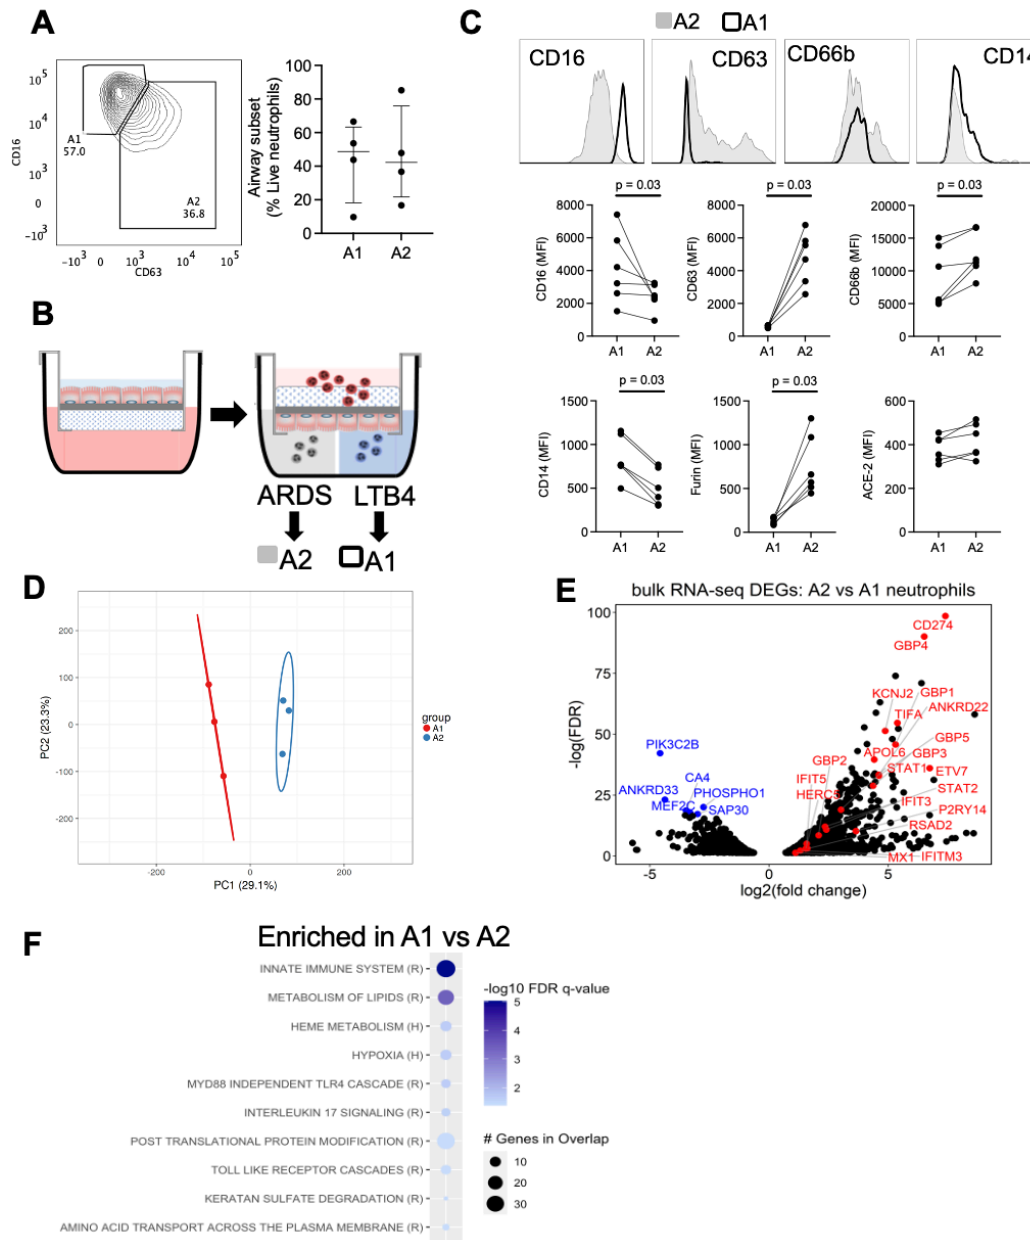 A
CD16
10^5
10^4
10^3
0
-10^3
A1
57.0
A2
36.8
-10^3 0 10^3 10^4 10^5
CD63
Airway subset
(% Live neutrophils)
100
80
60
40
20
0
A1 A2
B
ARDS LTB4
A2 A1
C
A2 A1
CD16 CD63 CD66b CD14
p = 0.03
CD16 (MFI)
8000
6000
4000
2000
0
A1 A2
p = 0.03
CD63 (MFI)
8000
6000
4000
2000
0
A1 A2
p = 0.03
CD66b (MFI)
20000
15000
10000
5000
0
A1 A2
p = 0.03
CD14 (MFI)
1500
1000
500
0
A1 A2
p = 0.03
Furin (MFI)
1500
1000
500
0
A1 A2
ACE-2 (MFI)
600
400
200
0
A1 A2
D
PC2 (23.3%)
200
100
0
-100
-200
-200 0 200
PC1 (29.1%)
group
A1
A2
E
bulk RNA-seq DEGs: A2 vs A1 neutrophils
-log(FDR)
100
75
50
25
0
CD274
GBP4
KCNJ2
GBP1
TIFA
ANKRD22
PIK3C2B
GBP5
APOL6
GBP3
GBP2
STAT1
ETV7
CA4
IFIT5
STAT2
ANKRD33
PHOSPHO1
HERC5
IFIT3
MEF2C
SAP30
P2RY14
RSAD2
MX1
IFITM3
-5 0 5
log2(fold change)
F
Enriched in A1 vs A2
INNATE IMMUNE SYSTEM (R)
METABOLISM OF LIPIDS (R)
HEME METABOLISM (H)
HYPOXIA (H)
MYD88 INDEPENDENT TLR4 CASCADE (R)
INTERLEUKIN 17 SIGNALING (R)
POST TRANSLATIONAL PROTEIN MODIFICATION (R)
TOLL LIKE RECEPTOR CASCADES (R)
KERATAN SULFATE DEGRADATION (R)
AMINO ACID TRANSPORT ACROSS THE PLASMA MEMBRANE (R)
-log10 FDR q-value
5
4
3
2
# Genes in Overlap
10
20
30